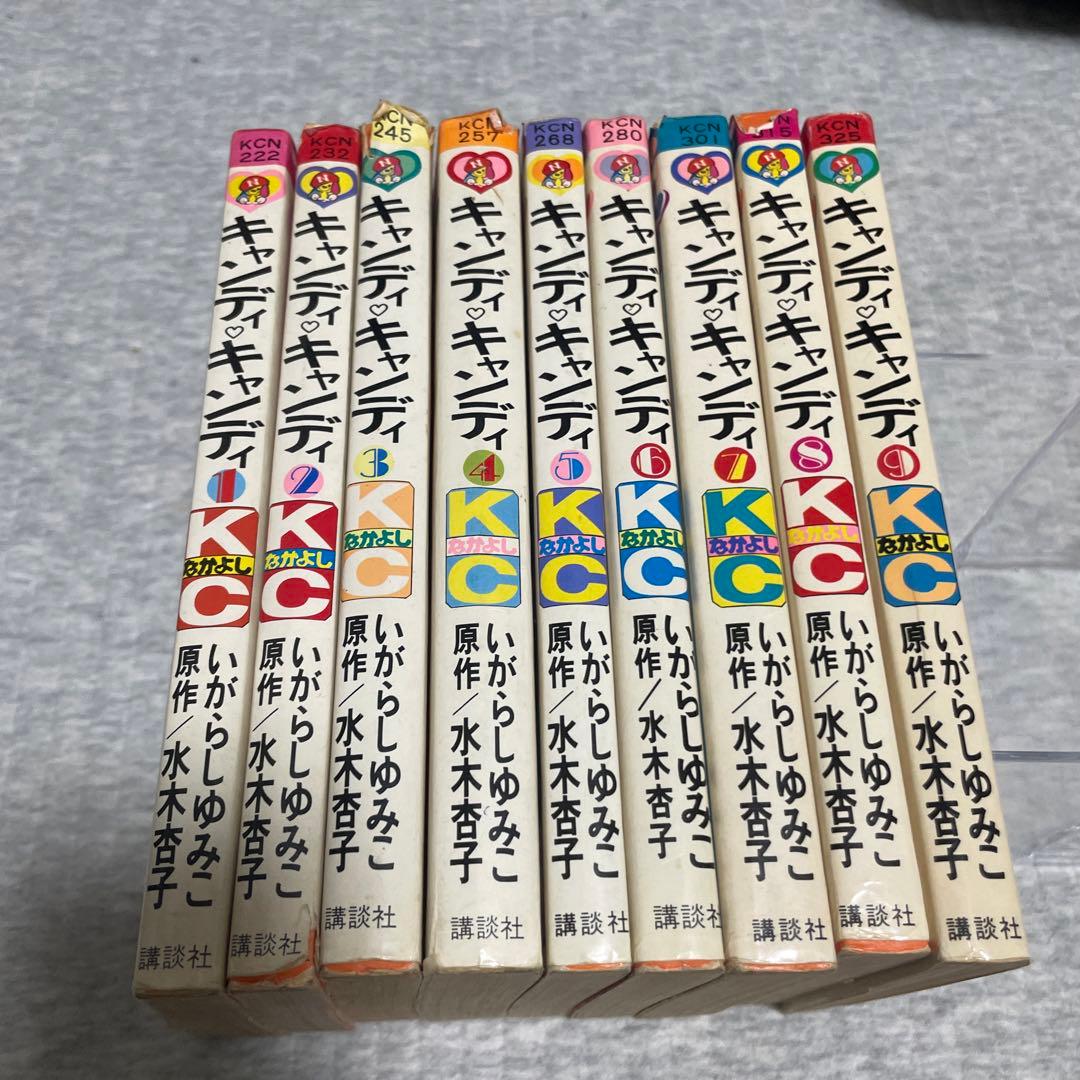 KCN
222
キャンディ♡キャンディ
1
KC
なかよし
いがらしゆみこ
原作/水木杏子
講談社
KCN
232
キャンディ♡キャンディ
2
KC
なかよし
いがらしゆみこ
原作/水木杏子
講談社
KCN
245
キャンディ♡キャンディ
3
KC
なかよし
いがらしゆみこ
原作/水木杏子
講談社
KCN
257
キャンディ♡キャンディ
4
KC
なかよし
いがらしゆみこ
原作/水木杏子
講談社
KCN
268
キャンディ♡キャンディ
5
KC
なかよし
いがらしゆみこ
原作/水木杏子
講談社
KCN
280
キャンディ♡キャンディ
6
KC
なかよし
いがらしゆみこ
原作/水木杏子
講談社
KCN
301
キャンディ♡キャンディ
7
KC
なかよし
いがらしゆみこ
原作/水木杏子
講談社
315
キャンディ♡キャンディ
8
KC
なかよし
いがらしゆみこ
原作/水木杏子
講談社
KCN
325
キャンディ♡キャンディ
9
KC
なかよし
いがらしゆみこ
原作/水木杏子
講談社